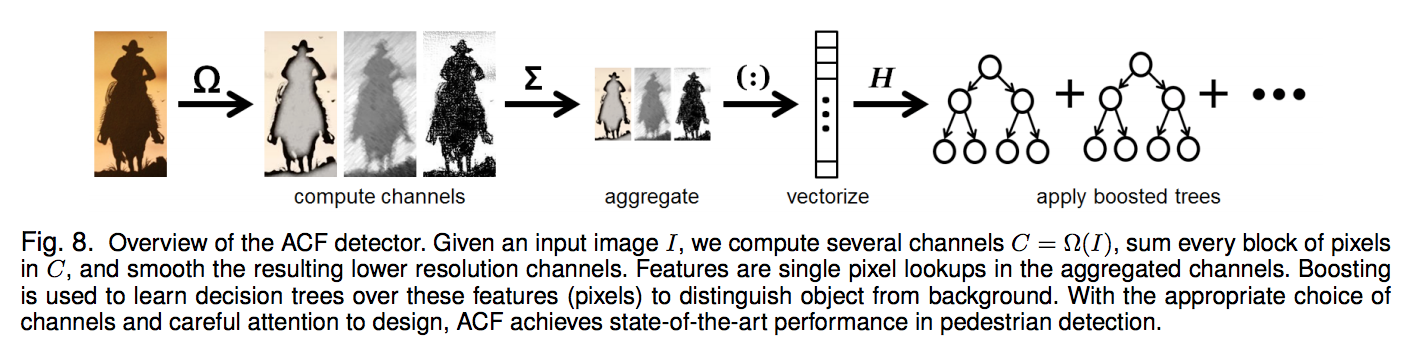 Ω
Σ
(:)
H
+
+
•••
compute channels
aggregate
vectorize
apply boosted trees
Fig. 8. Overview of the ACF detector. Given an input image I, we compute several channels C = Ω(I), sum every block of pixels
in C, and smooth the resulting lower resolution channels. Features are single pixel lookups in the aggregated channels. Boosting
is used to learn decision trees over these features (pixels) to distinguish object from background. With the appropriate choice of
channels and careful attention to design, ACF achieves state-of-the-art performance in pedestrian detection.